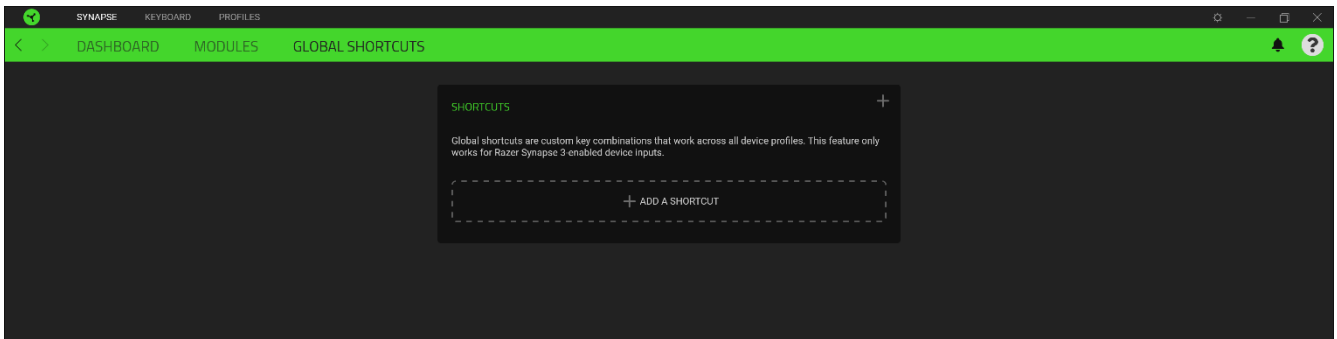 SYNAPSE KEYBOARD PROFILES
DASHBOARD MODULES GLOBAL SHORTCUTS ?
SHORTCUTS
Global shortcuts are custom key combinations that work across all device profiles. This feature only
works for Razer Synapse 3-enabled device inputs.
ADD A SHORTCUT